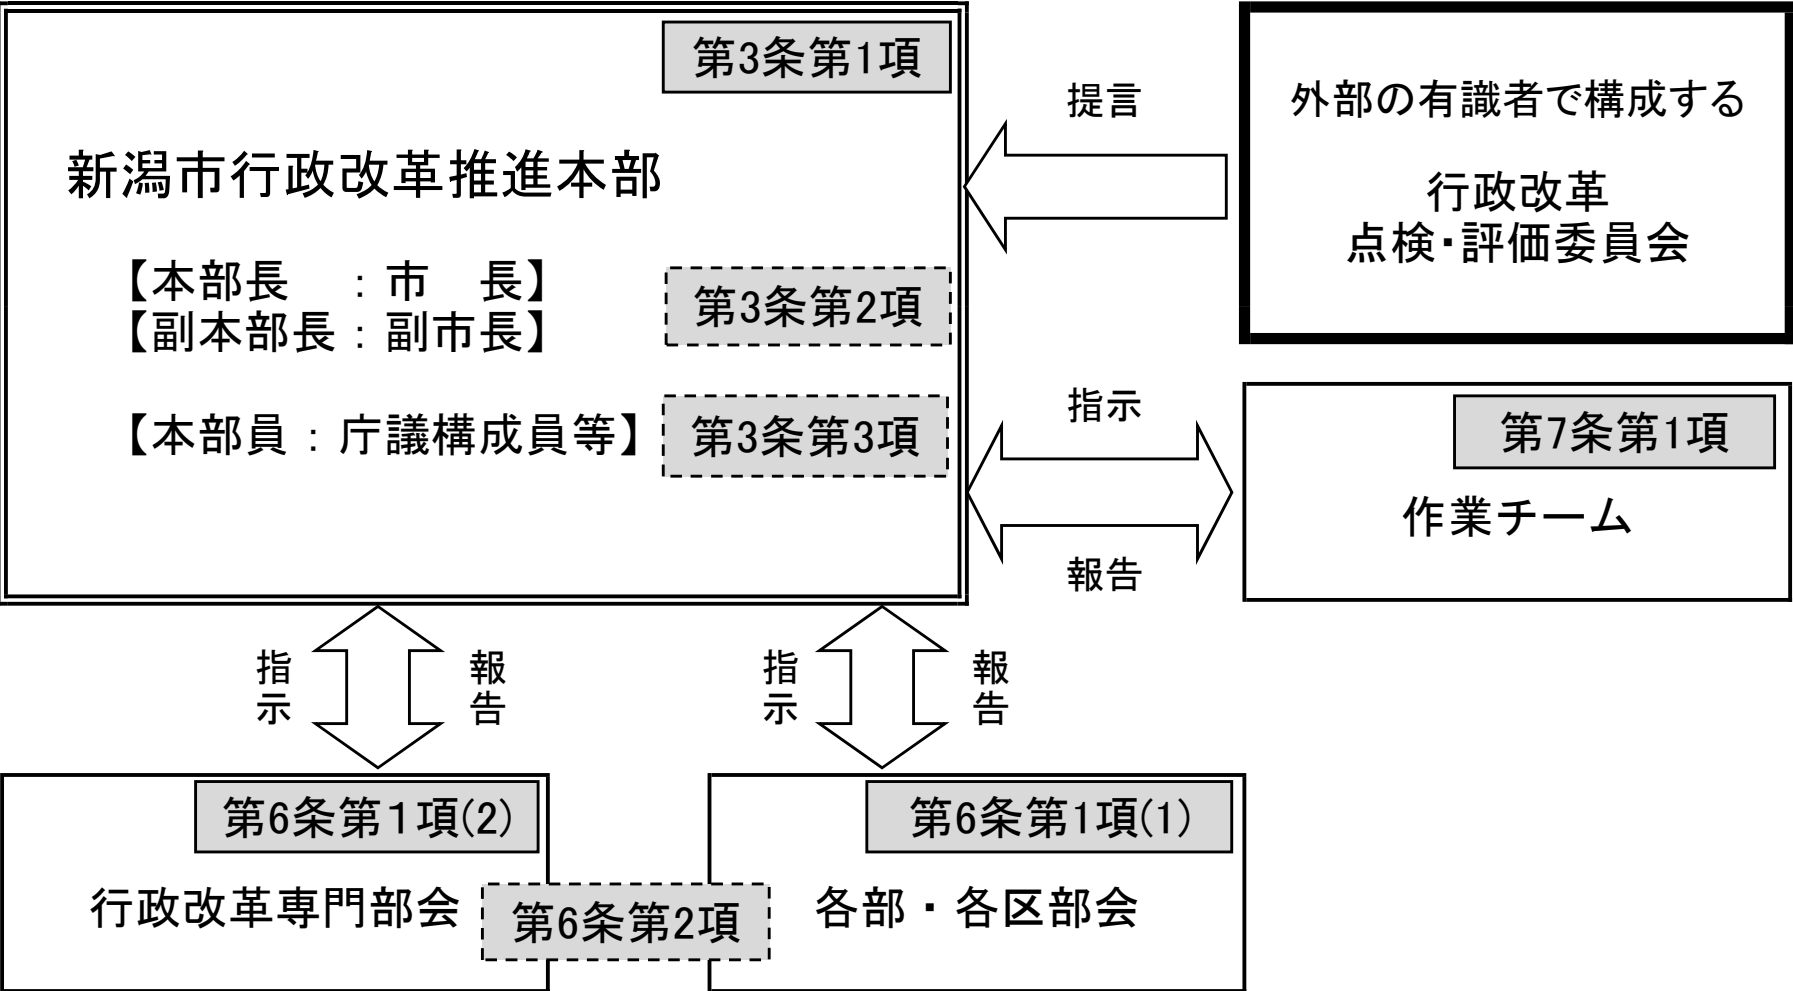 第3条第1項
新潟市行政改革推進本部
【本部長　：市　長】
【副本部長：副市長】
第3条第2項
【本部員：庁議構成員等】
第3条第3項
提言
外部の有識者で構成する
行政改革
点検・評価委員会
指示
報告
第7条第1項
作業チーム
指示
報告
指示
報告
第6条第1項(2)
行政改革専門部会
第6条第2項
第6条第1項(1)
各部・各区部会